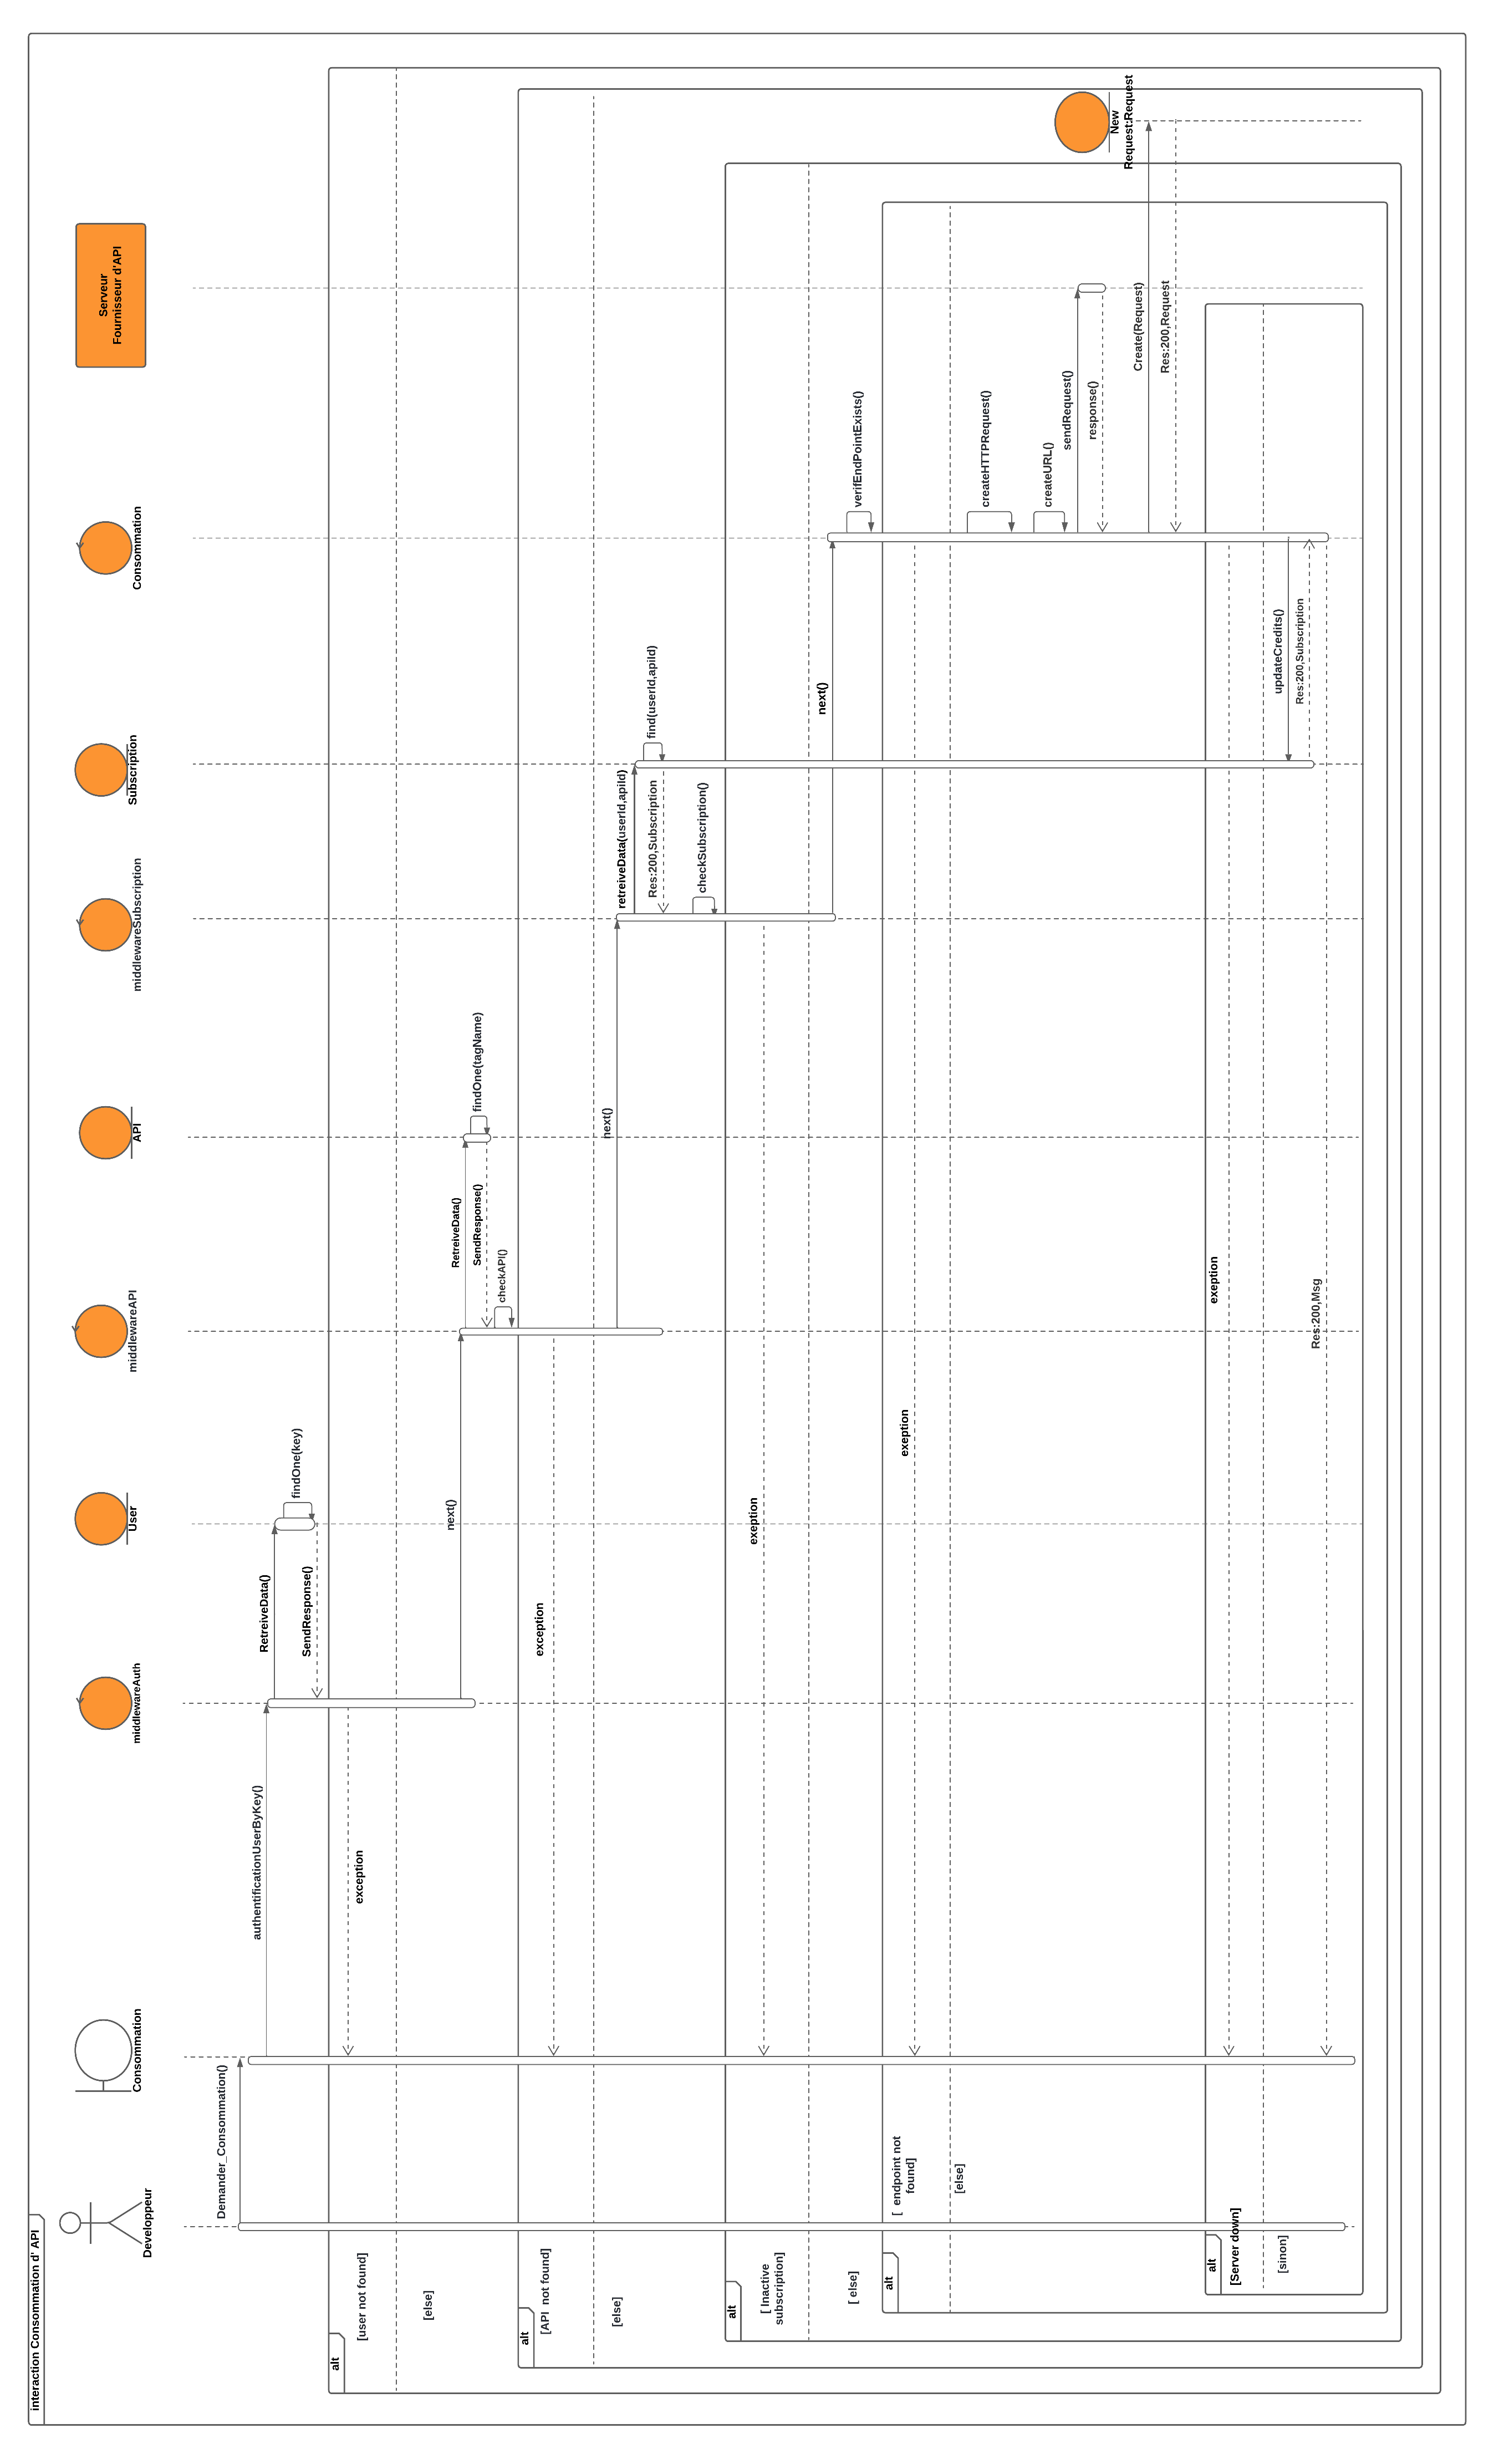 interaction Consommation d' API
Developpeur
Consommation
middlewareAuth
User
middlewareAPI
API
middlewareSubscription
Subscription
Consommation
Serveur
Fournisseur d'API
Demander_Consommation()
authentificationUserByKey()
RetreiveData()
findOne(key)
SendResponse()
alt
[user not found]
exception
[else]
next()
RetreiveData()
findOne(tagName)
SendResponse()
checkAPI()
alt
[API not found]
exception
[else]
next()
retreiveData(userId,apiId)
find(userId,apiId)
Res:200,Subscription
checkSubscription()
alt
[ Inactive
subscription]
exeption
[ else]
next()
verifEndPointExists()
alt
[ endpoint not
found]
exeption
[else]
createHTTPRequest()
createURL()
sendRequest()
response()
New
Request:Request
Create(Request)
Res:200,Request
alt
[Server down]
exeption
[sinon]
updateCredits()
Res:200,Subscription
Res:200,Msg